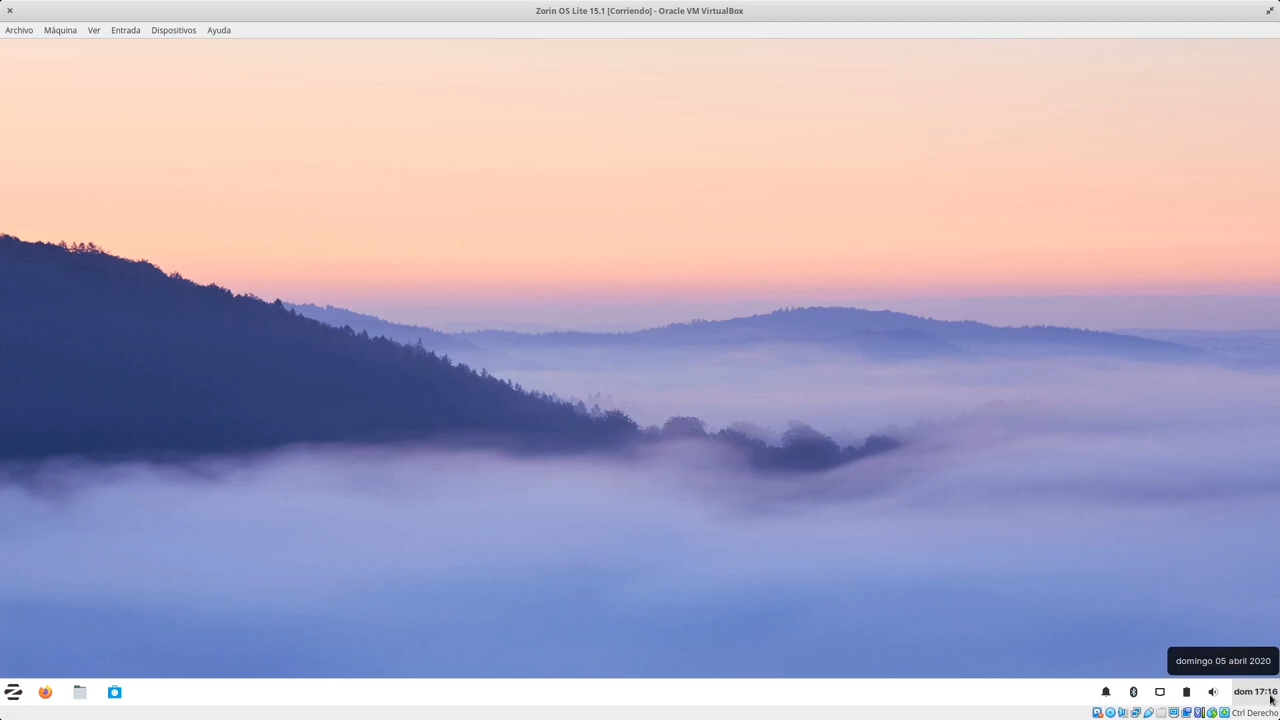 Zorin OS Lite 15.1 [Corriendo] - Oracle VM VirtualBox
Archivo Máquina Ver Entrada Dispositivos Ayuda
domingo 05 abril 2020
dom 17:16
Ctrl Derecho